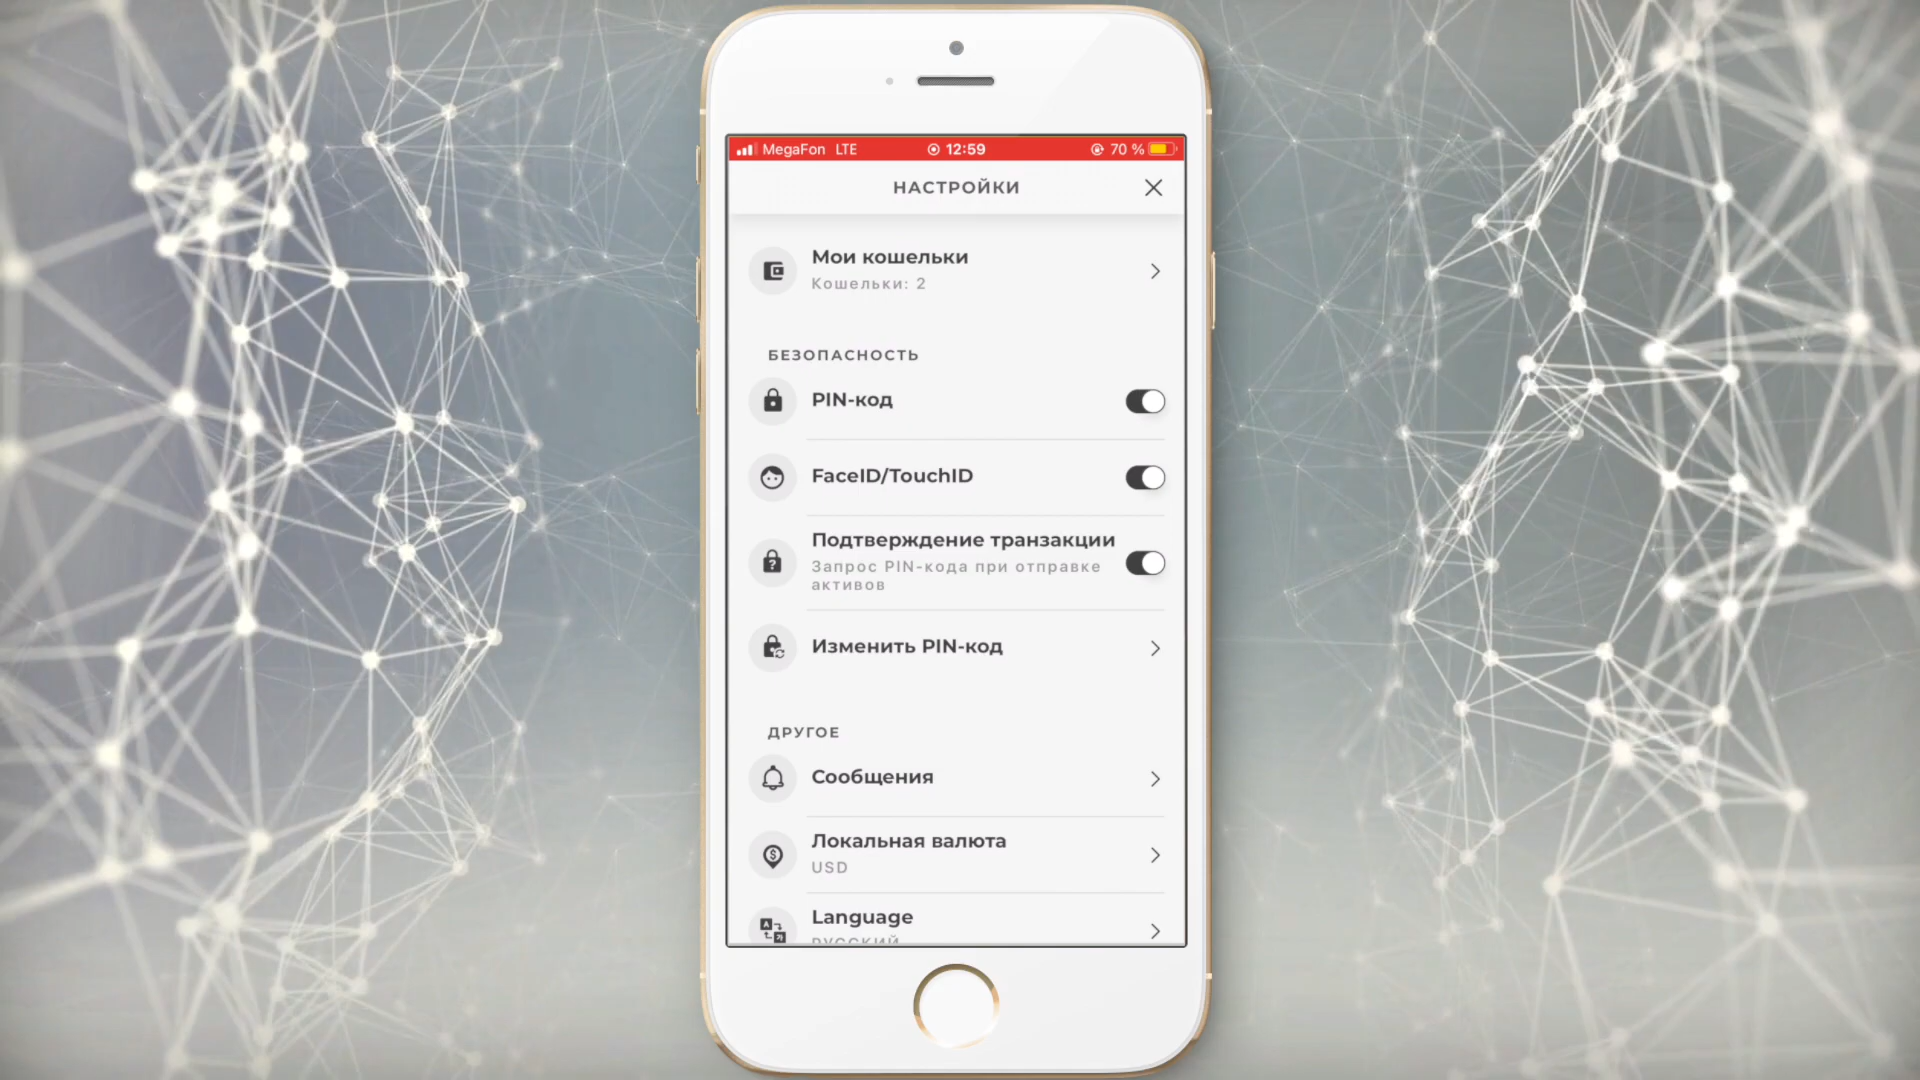 MegaFon LTE 12:59 70 %
НАСТРОЙКИ
Мои кошельки
Кошельки: 2
БЕЗОПАСНОСТЬ
PIN-код
FaceID/TouchID
Подтверждение транзакции
Запрос PIN-кода при отправке
активов
Изменить PIN-код
ДРУГОЕ
Сообщения
Локальная валюта
USD
Language
РУССКИЙ